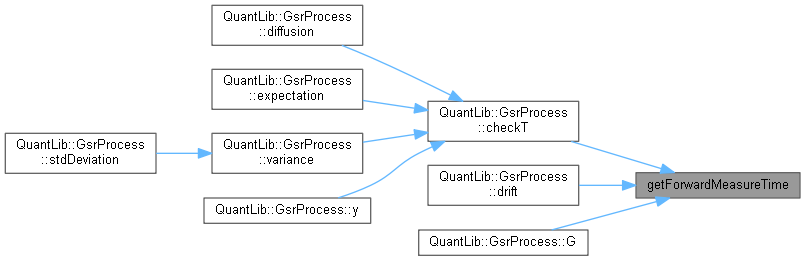 QuantLib::GsrProcess
::diffusion
QuantLib::GsrProcess
::expectation
QuantLib::GsrProcess
::checkT
QuantLib::GsrProcess
::stdDeviation
QuantLib::GsrProcess
::variance
QuantLib::GsrProcess
::drift
getForwardMeasureTime
QuantLib::GsrProcess::y
QuantLib::GsrProcess::G